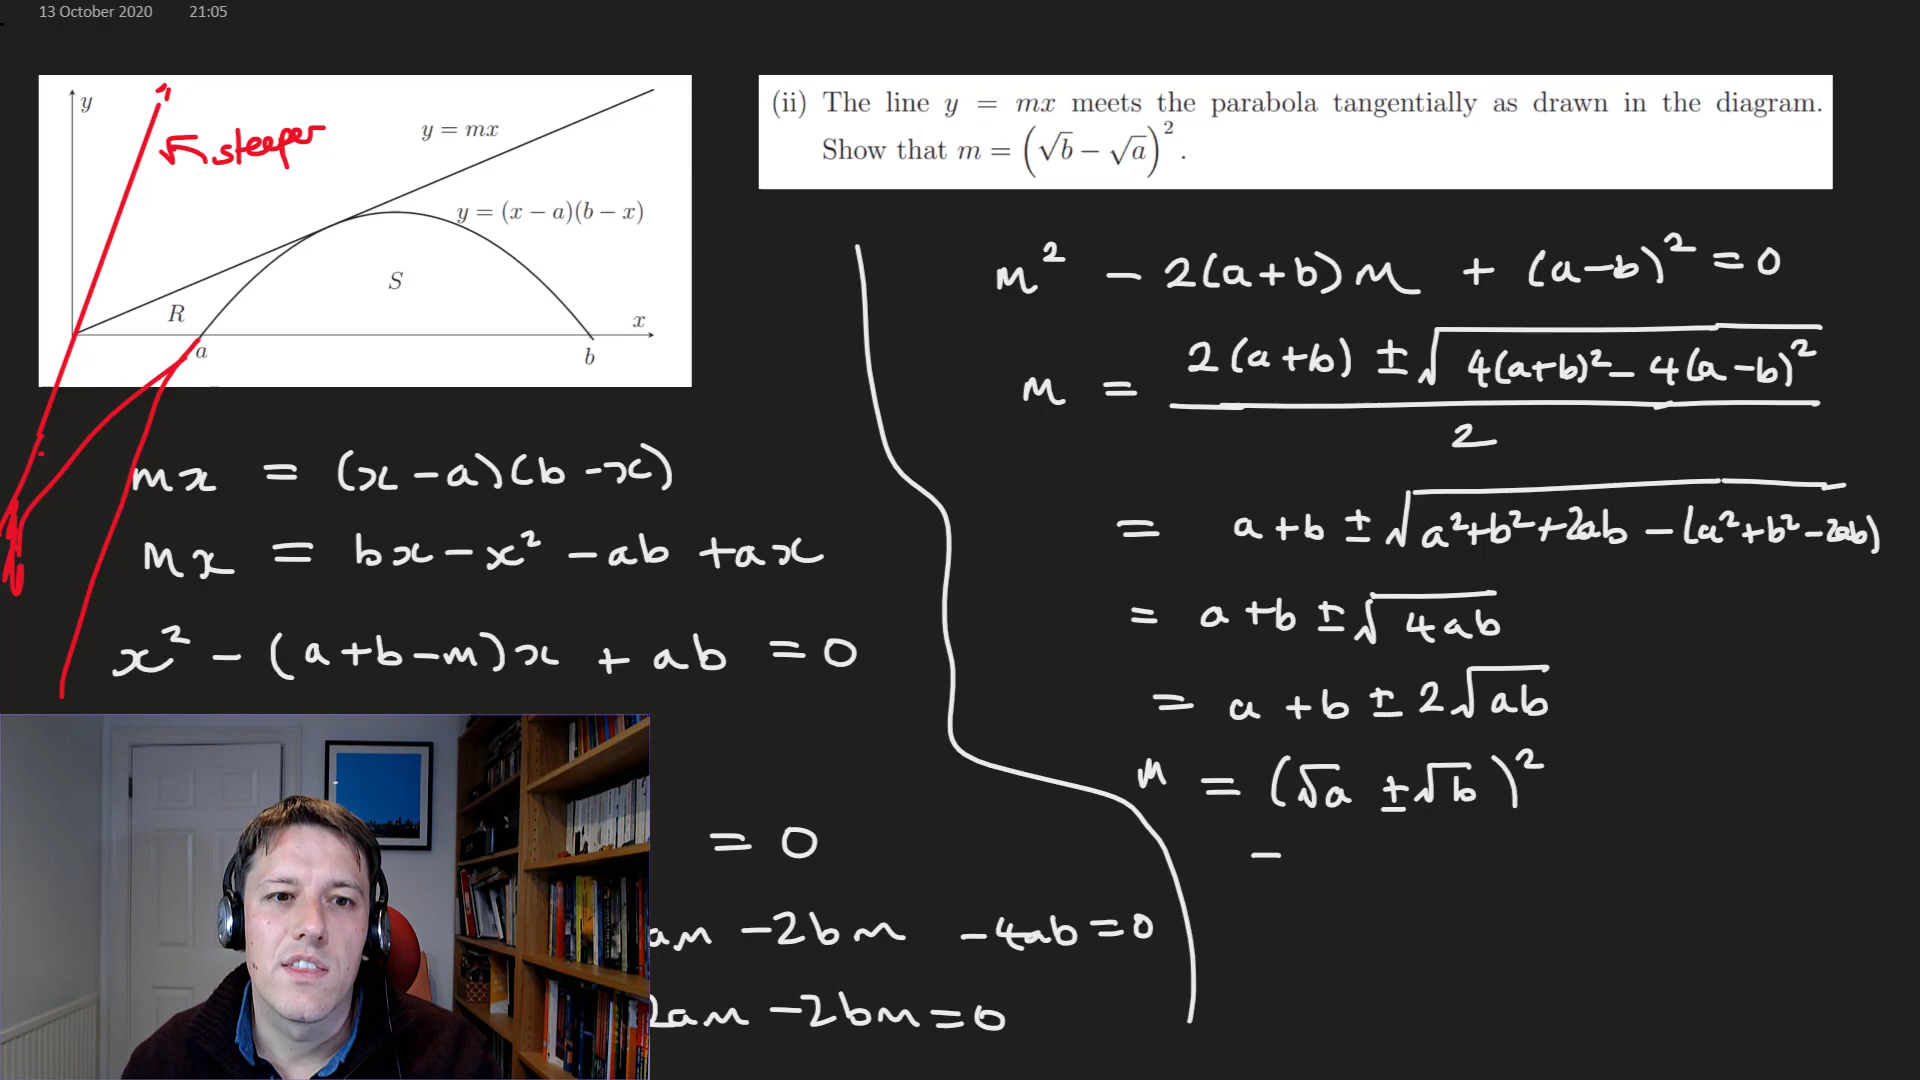 13 October 2020 21:05
y
steeper
y = mx
y = (x − a)(b − x)
S
R
x
a
b
(ii) The line y = mx meets the parabola tangentially as drawn in the diagram.
Show that m = (√b − √a)².
mx = (x − a)(b − x)
mx = bx − x² − ab + ax
x² − (a+b−m)x + ab = 0
= 0
am − 2bm − 4ab = 0
2am − 2bm = 0
m² − 2(a+b)m + (a−b)² = 0
m = 2(a+b) ± √4(a+b)² − 4(a−b)²
2
= a+b ± √a²+b²+2ab − (a²+b²−2ab)
= a+b ± √4ab
= a+b ± 2√ab
m = (√a ± √b)²